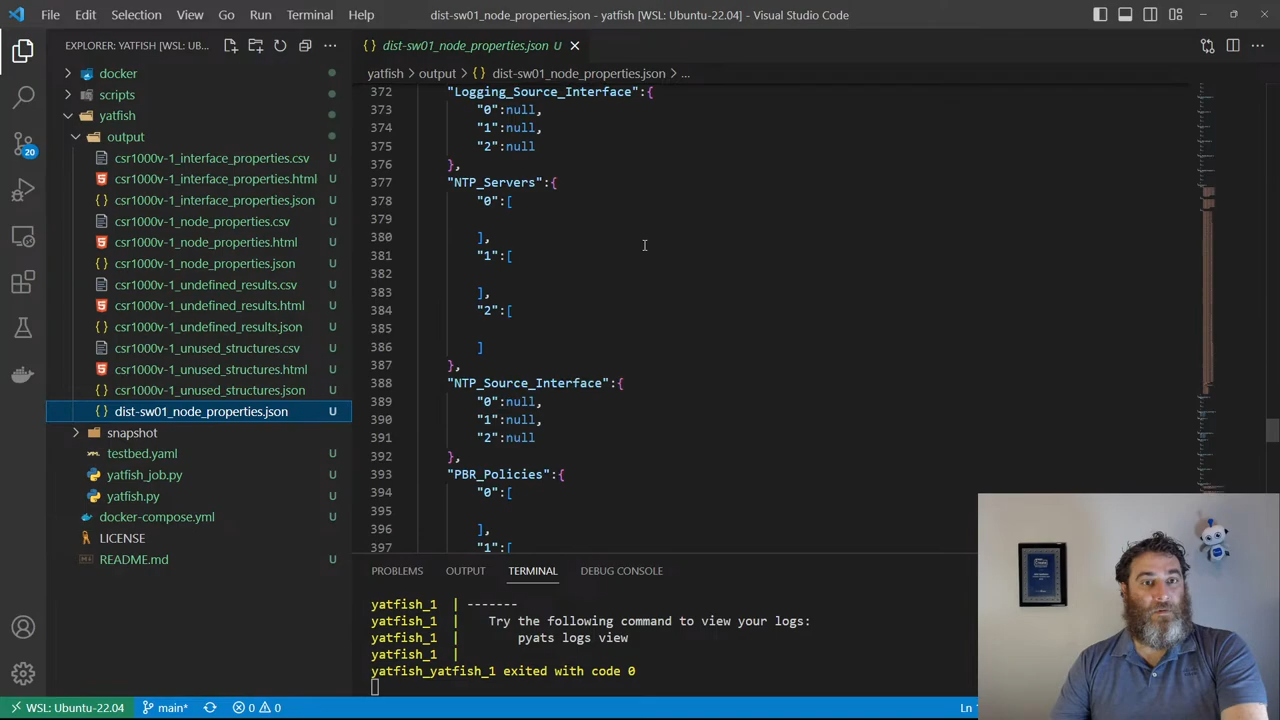 File Edit Selection View Go Run Terminal Help
dist-sw01_node_properties.json - yatfish [WSL: Ubuntu-22.04] - Visual Studio Code
EXPLORER: YATFISH [WSL: UB...
docker
scripts
yatfish
output
csr1000v-1_interface_properties.csv U
csr1000v-1_interface_properties.html U
csr1000v-1_interface_properties.json U
csr1000v-1_node_properties.csv U
csr1000v-1_node_properties.html U
csr1000v-1_node_properties.json U
csr1000v-1_undefined_results.csv U
csr1000v-1_undefined_results.html U
csr1000v-1_undefined_results.json U
csr1000v-1_unused_structures.csv U
csr1000v-1_unused_structures.html U
csr1000v-1_unused_structures.json U
dist-sw01_node_properties.json U
snapshot
testbed.yaml U
yatfish_job.py U
yatfish.py U
docker-compose.yml U
LICENSE
README.md U
20
{ } dist-sw01_node_properties.json U
yatfish > output > { } dist-sw01_node_properties.json > ...
372 "Logging_Source_Interface":{
373 "0":null,
374 "1":null,
375 "2":null
376 },
377 "NTP_Servers":{
378 "0":[
379
380 ],
381 "1":[
382
383 ],
384 "2":[
385
386 ]
387 },
388 "NTP_Source_Interface":{
389 "0":null,
390 "1":null,
391 "2":null
392 },
393 "PBR_Policies":{
394 "0":[
395
396 ],
397 "1":[
PROBLEMS OUTPUT TERMINAL DEBUG CONSOLE
yatfish_1 | -------
yatfish_1 | Try the following command to view your logs:
yatfish_1 | pyats logs view
yatfish_1 |
yatfish_yatfish_1 exited with code 0
WSL: Ubuntu-22.04 main* 0 0 Ln